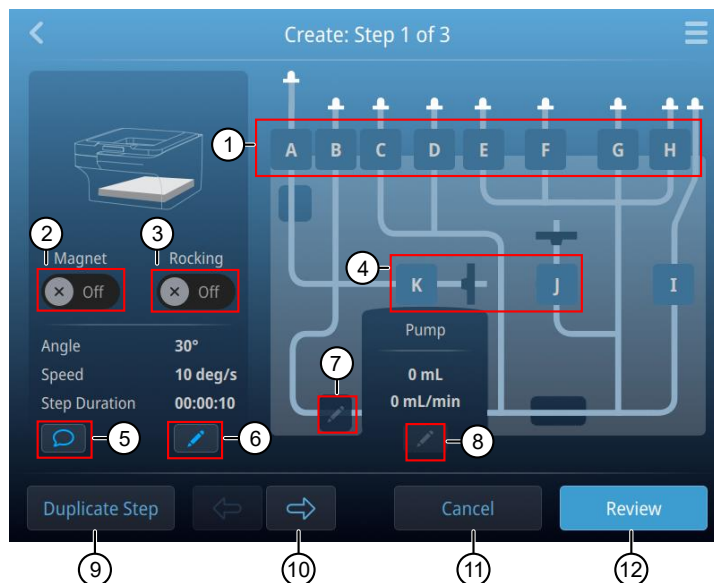 Create: Step 1 of 3
1
A B C D E F G H
2 3
Magnet Rocking
Off Off
4
K J I
Pump
Angle 30°
Speed 10 deg/s
Step Duration 00:00:10
0 mL
0 mL/min
7
5 6 8
Duplicate Step Cancel Review
9 10 11 12